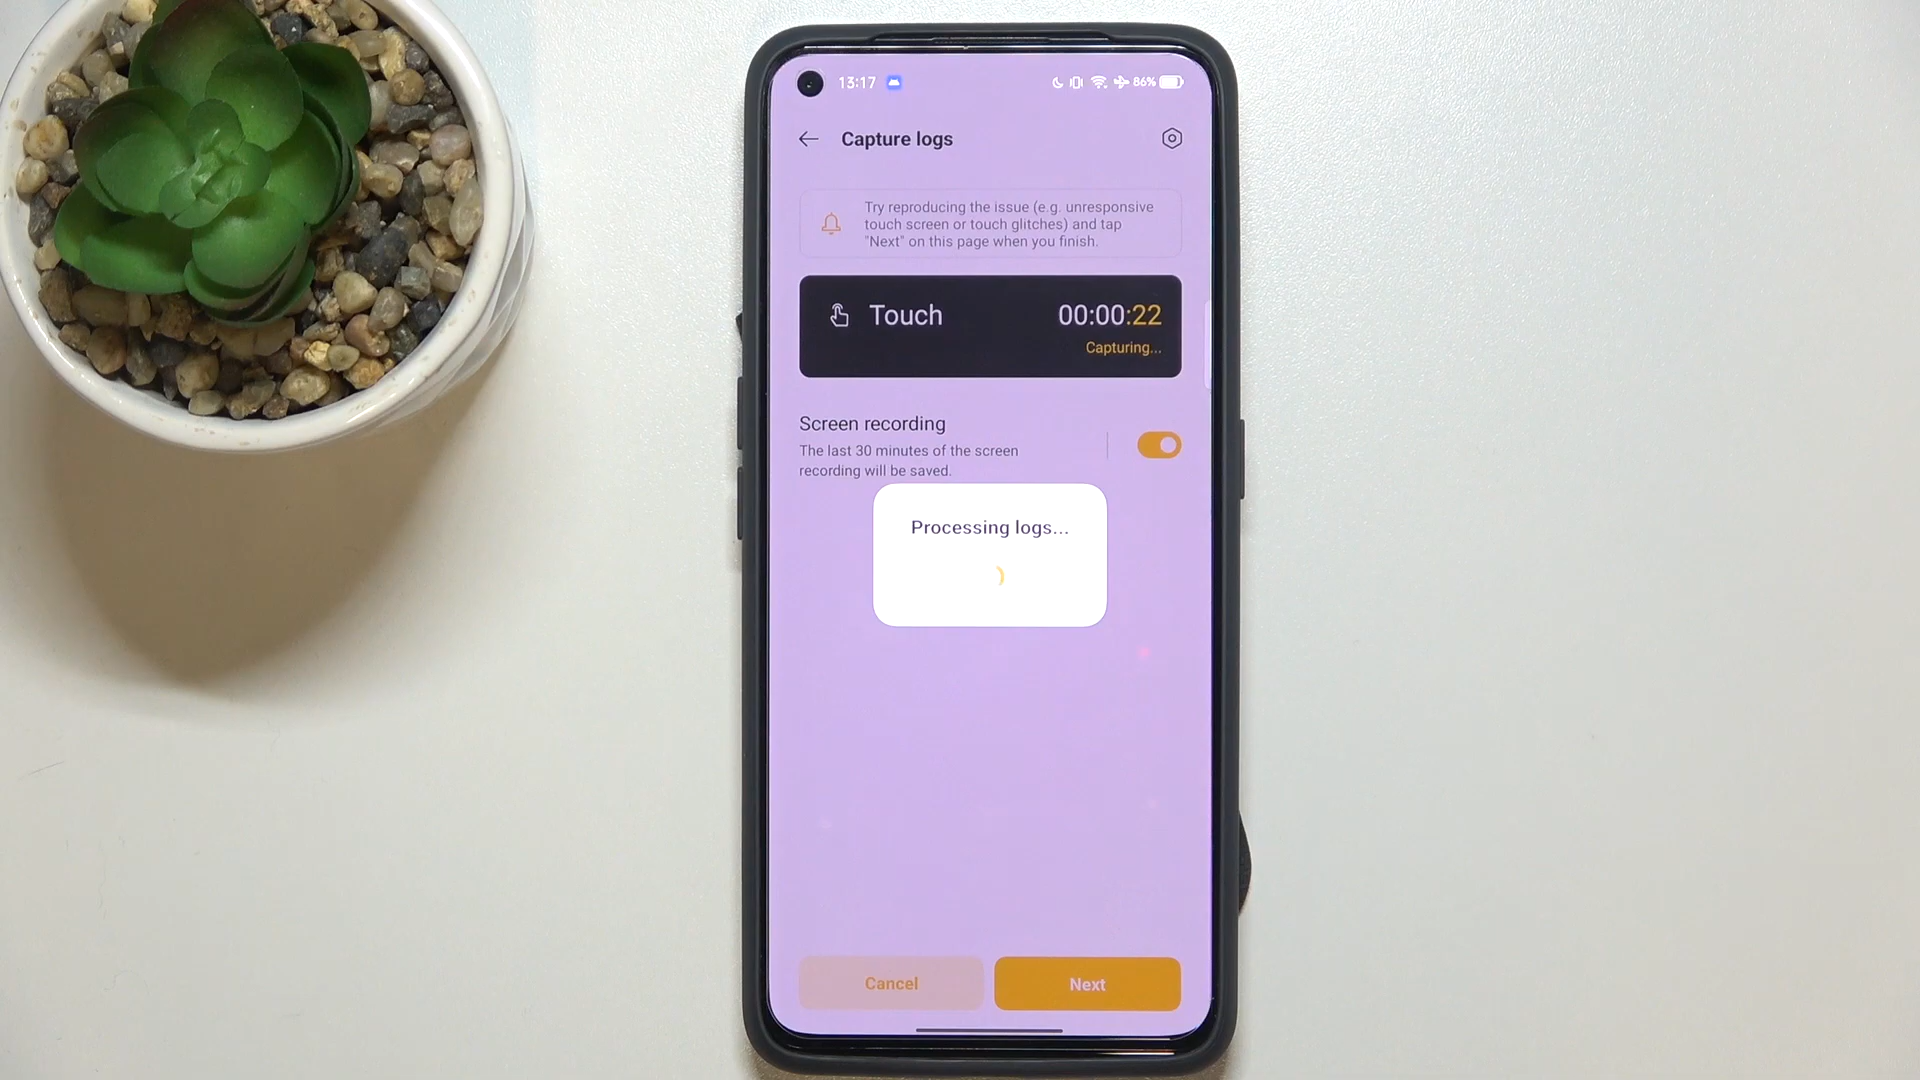 13:17
86%
Capture logs
Try reproducing the issue (e.g. unresponsive
touch screen or touch glitches) and tap
"Next" on this page when you finish.
Touch
00:00:22
Capturing...
Screen recording
The last 30 minutes of the screen
recording will be saved.
Processing logs...
Cancel
Next